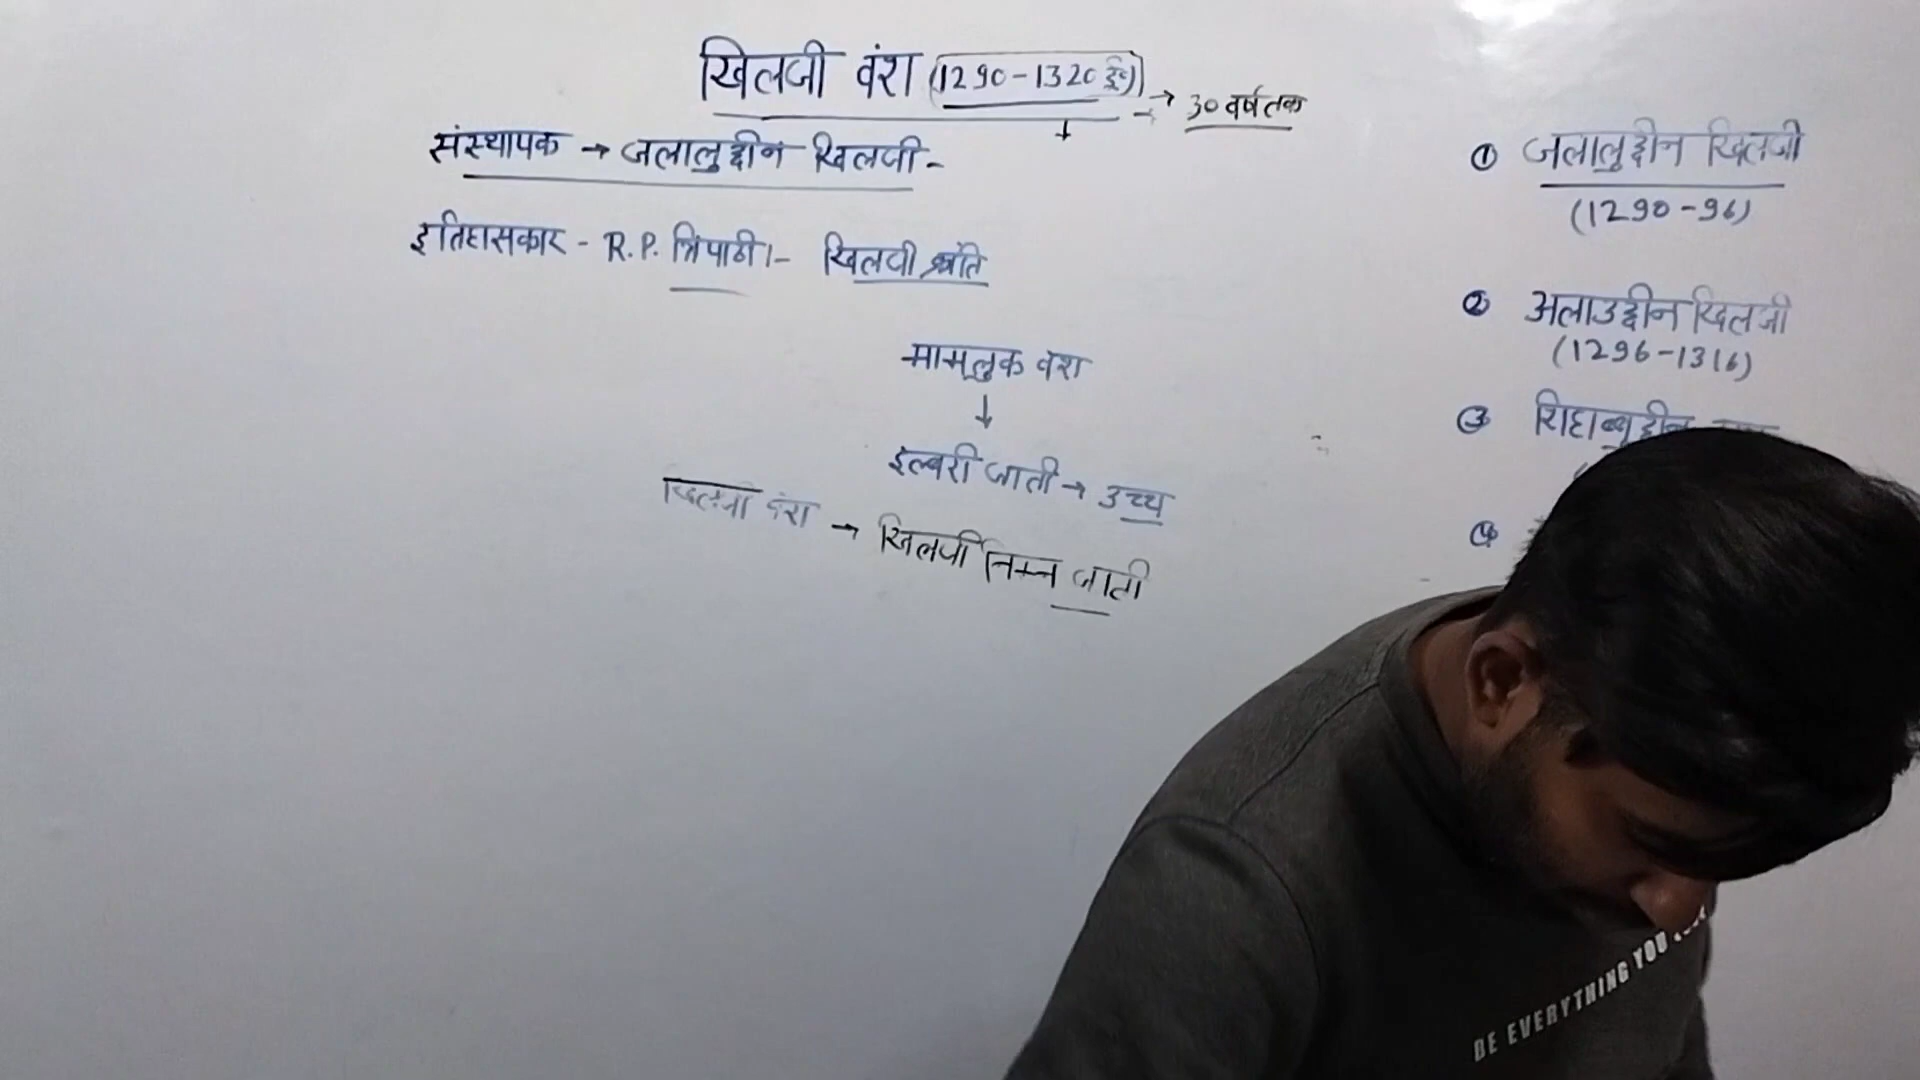 खिलजी वंश (1290-1320 ई०) → 30 वर्ष तक
संस्थापक → जलालुद्दीन खिलजी -
इतिहासकार - R.P. त्रिपाठी।- खिलजी क्रांति
मामलुक वंश
↓
इल्बरी जाती → उच्च
खिलजी वंश → खिलजी निम्न जाती
① जलालुद्दीन खिलजी
(1290-96)
② अलाउद्दीन खिलजी
(1296-1316)
③ शिहाबुद्दीन
④
BE EVERYTHING YOU